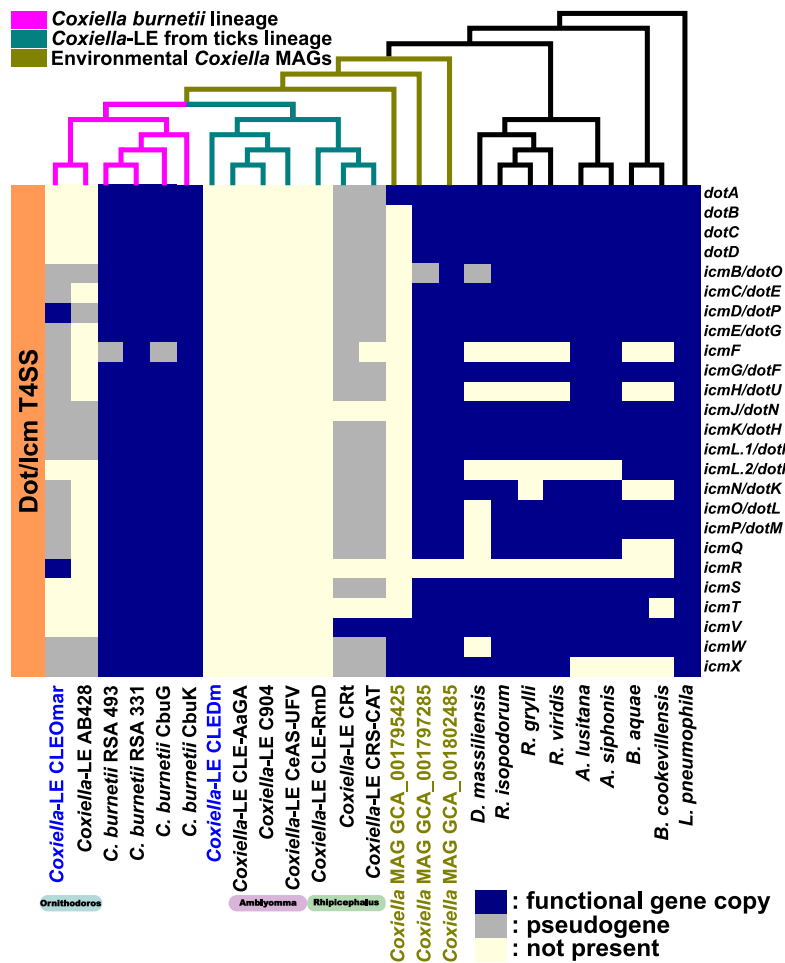 Coxiella burnetii lineage
Coxiella-LE from ticks lineage
Environmental Coxiella MAGs
Dot/Icm T4SS
dotA
dotB
dotC
dotD
icmB/dotO
icmC/dotE
icmD/dotP
icmE/dotG
icmF
icmG/dotF
icmH/dotU
icmJ/dotN
icmK/dotH
icmL.1/dotI
icmL.2/dotI
icmN/dotK
icmO/dotL
icmP/dotM
icmQ
icmR
icmS
icmT
icmV
icmW
icmX
Coxiella-LE CLEOmar
Coxiella-LE AB428
C. burnetii RSA 493
C. burnetii RSA 331
C. burnetii CbuG
C. burnetii CbuK
Coxiella-LE CLEDm
Coxiella-LE CLE-AaGA
Coxiella-LE C904
Coxiella-LE CeAS-UFV
Coxiella-LE CLE-RmD
Coxiella-LE CRt
Coxiella-LE CRS-CAT
Coxiella MAG GCA_001795425
Coxiella MAG GCA_001797285
Coxiella MAG GCA_001802485
D. massiliensis
R. isopodorum
R. grylli
R. viridis
A. lusitana
A. siphonis
B. aquae
B. cookevillensis
L. pneumophila
Ornithodoros
Amblyomma
Rhipicephalus
: functional gene copy
: pseudogene
: not present